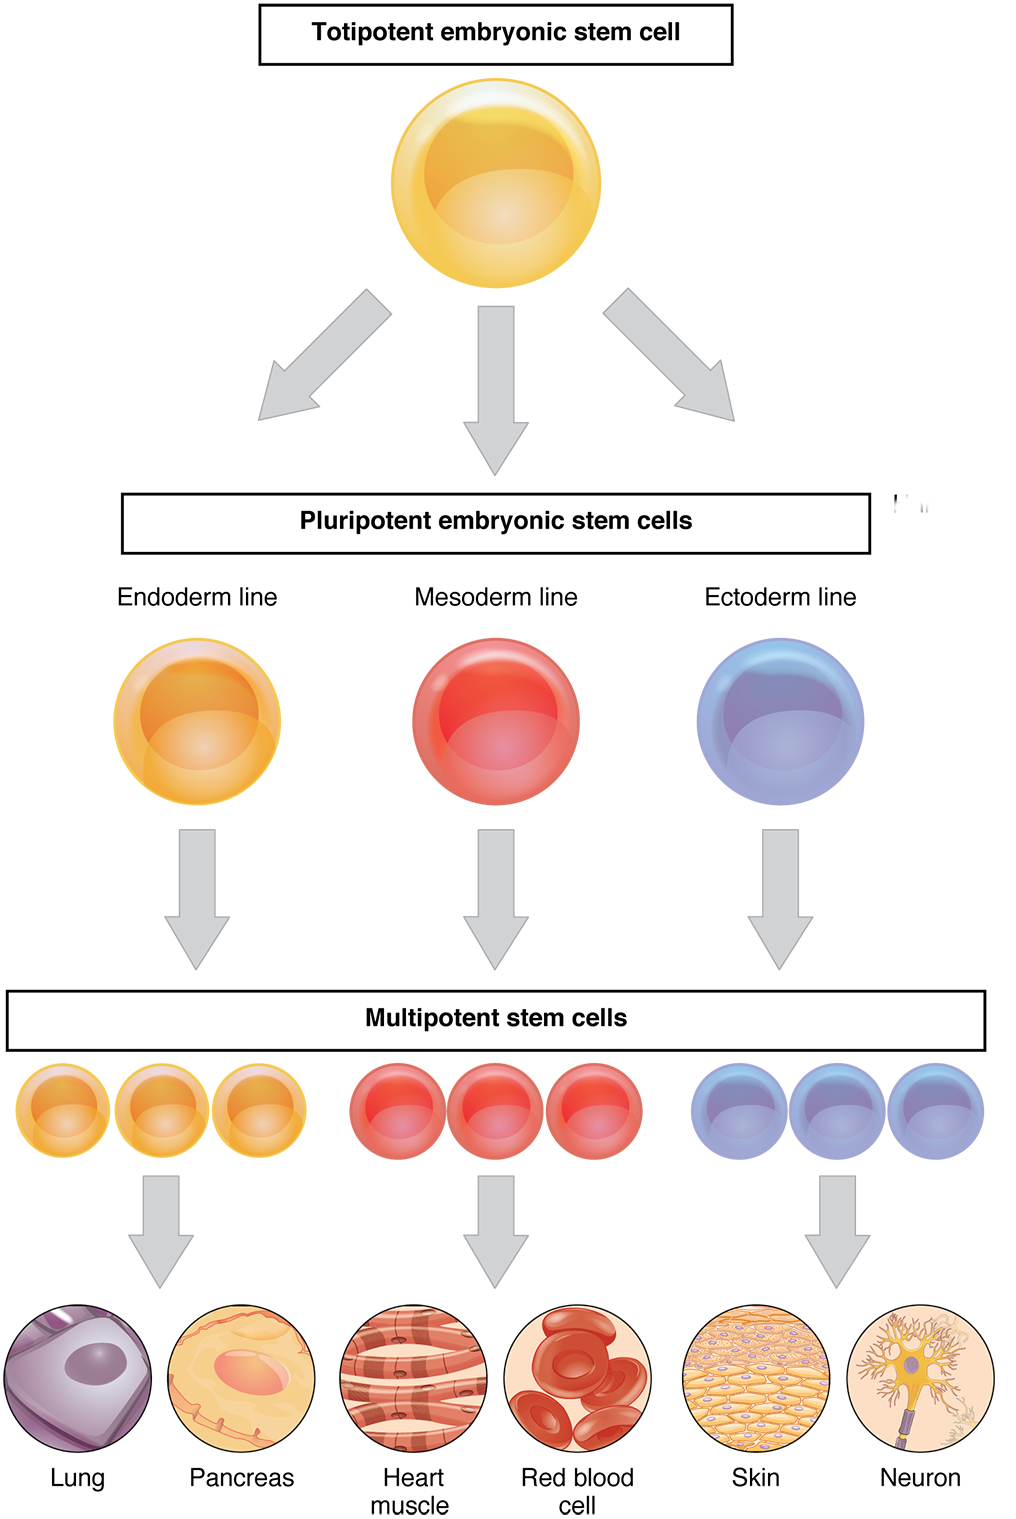 Totipotent embryonic stem cell
Pluripotent embryonic stem cells
Endoderm line
Mesoderm line
Ectoderm line
Multipotent stem cells
Lung
Pancreas
Heart
muscle
Red blood
cell
Skin
Neuron